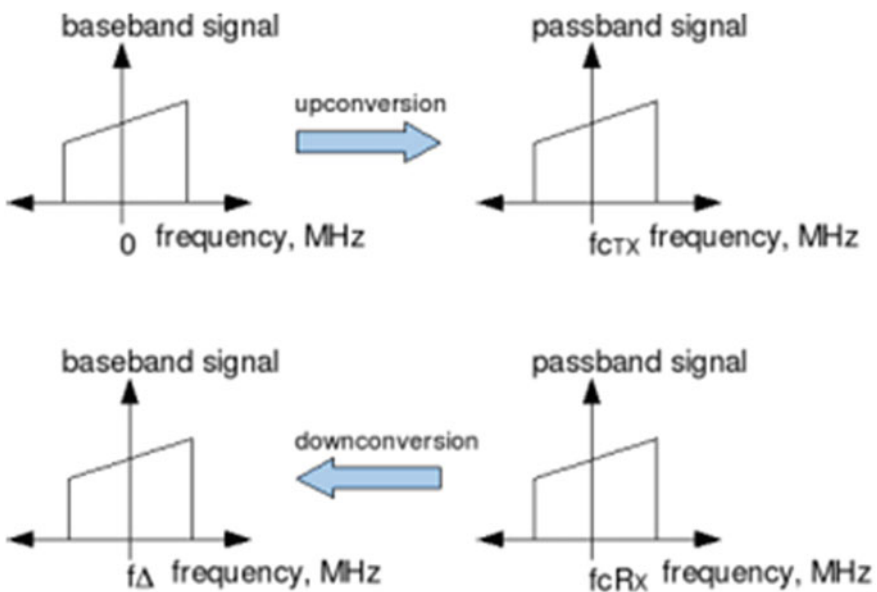 baseband signal
passband signal
upconversion
0 frequency, MHz
fcTX frequency, MHz
baseband signal
passband signal
downconversion
fΔ frequency, MHz
fcRX frequency, MHz